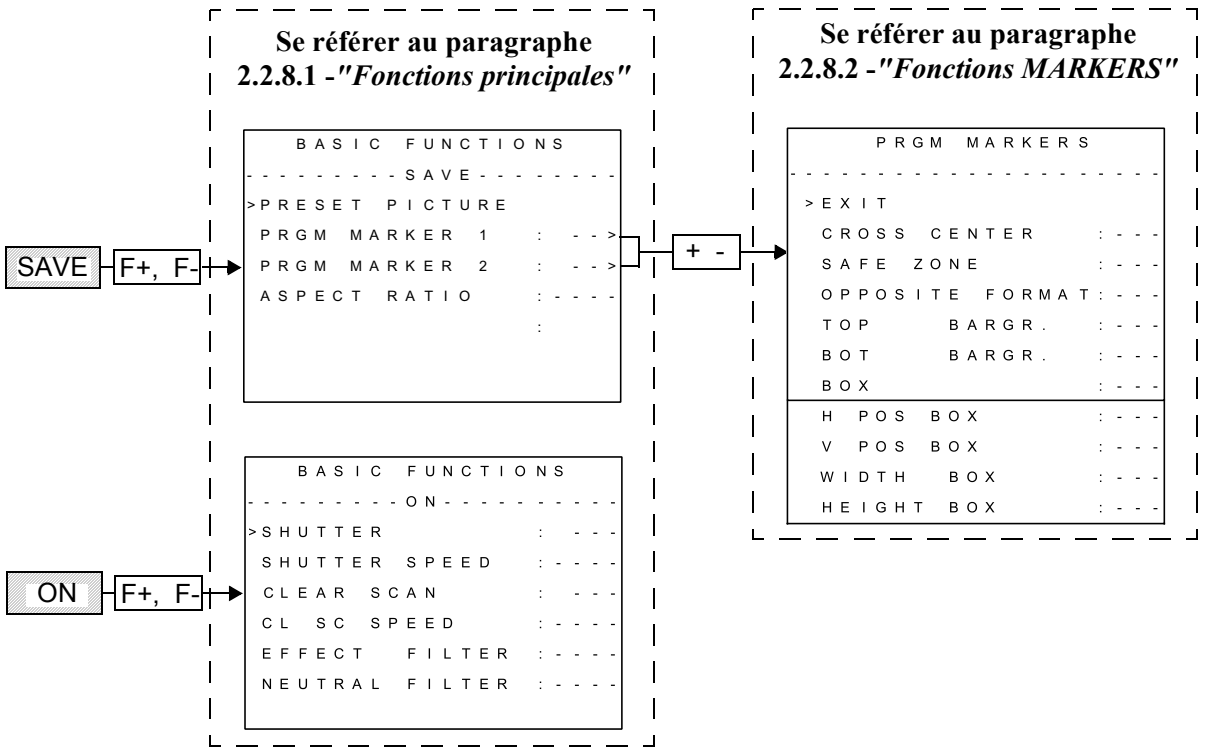 Se référer au paragraphe
2.2.8.1 -"Fonctions principales"
BASIC FUNCTIONS
---------SAVE--------
>PRESET PICTURE
PRGM MARKER 1 : -->
PRGM MARKER 2 : -->
ASPECT RATIO :----
:
SAVE
F+, F-
+ -
Se référer au paragraphe
2.2.8.2 -"Fonctions MARKERS"
PRGM MARKERS
---------------------
>EXIT
CROSS CENTER :---
SAFE ZONE :---
OPPOSITE FORMAT:---
TOP BARGR. :---
BOT BARGR. :---
BOX :---
H POS BOX :---
V POS BOX :---
WIDTH BOX :---
HEIGHT BOX :---
BASIC FUNCTIONS
---------ON----------
>SHUTTER : ---
SHUTTER SPEED :----
CLEAR SCAN : ---
CL SC SPEED :----
EFFECT FILTER :----
NEUTRAL FILTER :----
ON
F+, F-